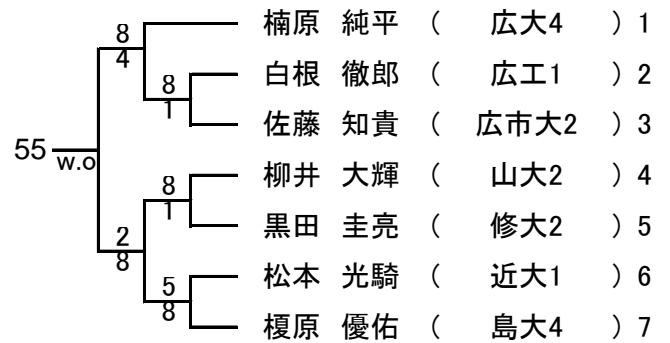 8
4
楠原 純平 ( 広大4 ) 1
8
1
白根 徹郎 ( 広工1 ) 2
佐藤 知貴 ( 広市大2 ) 3
55
w.o
8
1
柳井 大輝 ( 山大2 ) 4
黒田 圭亮 ( 修大2 ) 5
2
8
5
8
松本 光騎 ( 近大1 ) 6
榎原 優佑 ( 島大4 ) 7